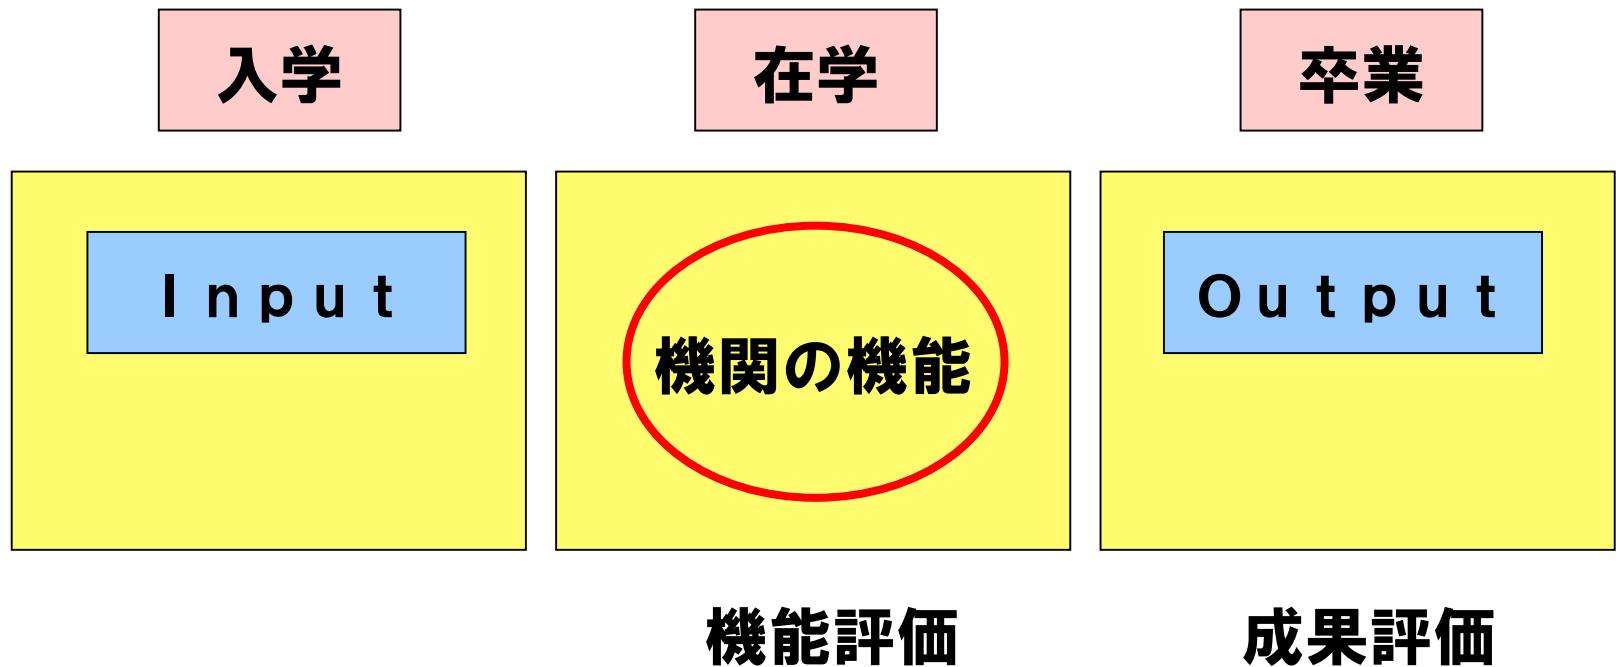 入学
在学
卒業
Ｉｎｐｕｔ
機関の機能
Ｏｕｔｐｕｔ
機能評価
成果評価